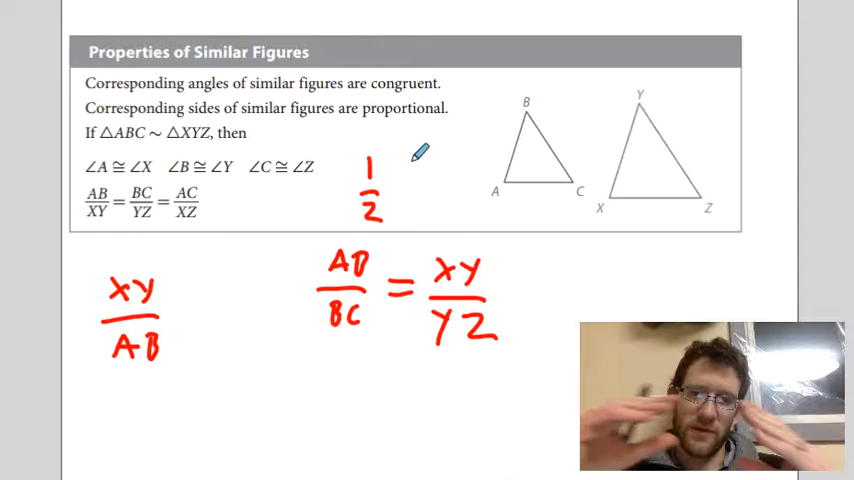 Properties of Similar Figures
Corresponding angles of similar figures are congruent.
Corresponding sides of similar figures are proportional.
If △ABC ~ △XYZ, then
∠A ≅ ∠X ∠B ≅ ∠Y ∠C ≅ ∠Z
AB/XY = BC/YZ = AC/XZ
B
A
C
Y
X
Z
1/2
XY/AB
AB/BC = XY/YZ